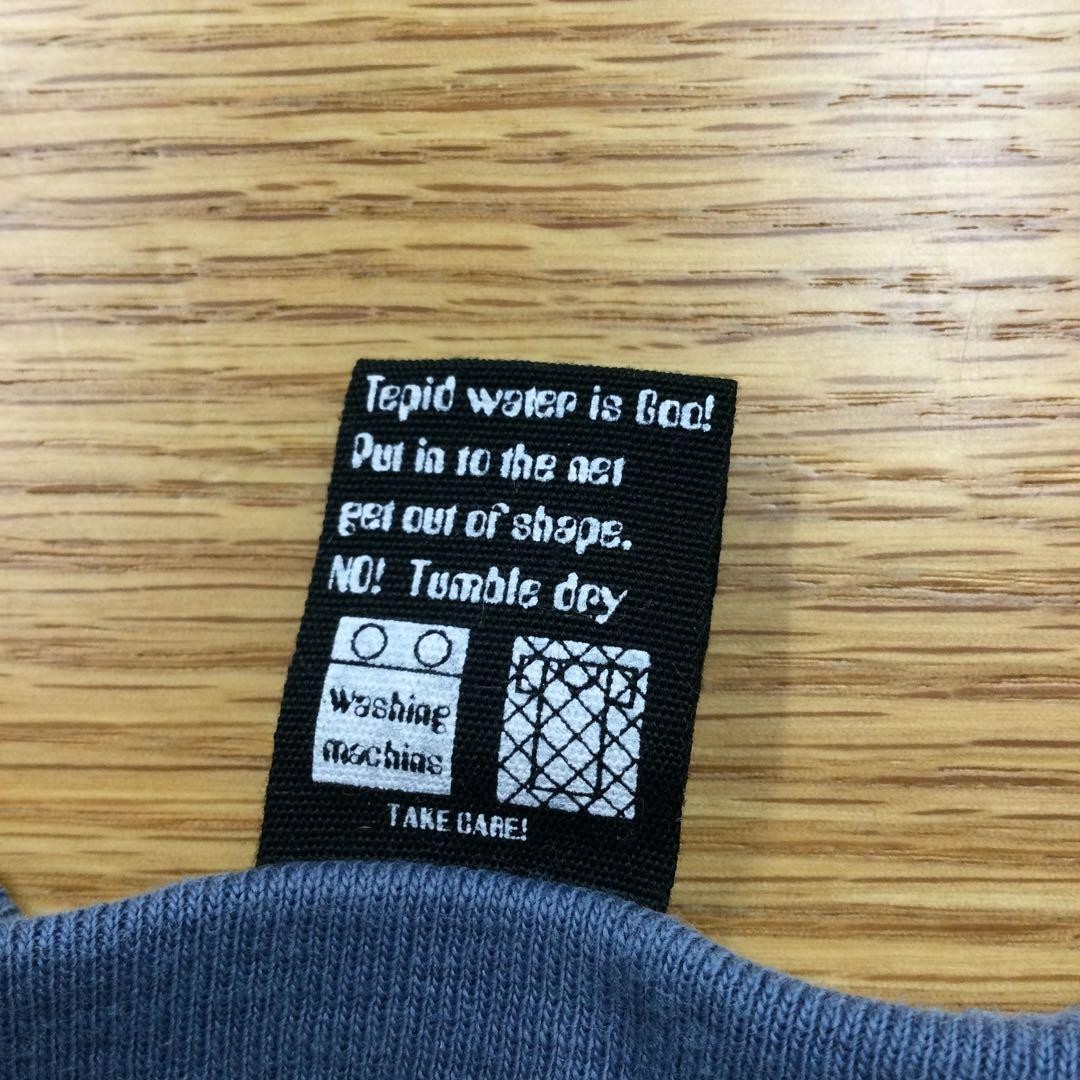 Tepid water is Goo!
Put in to the net
get out of shape.
NO! Tumble dry
Washing
machine
TAKE CARE!